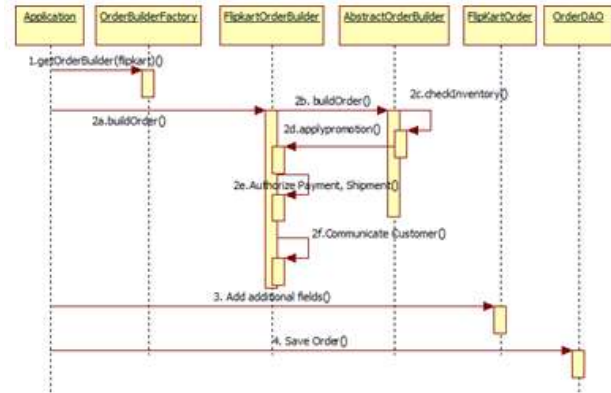 Application
OrderBuilderFactory
FlipkartOrderBuilder
AbstractOrderBuilder
FlipKartOrder
OrderDAO
1.getOrderBuilder(flipkart)()
2a.buildOrder()
2b. buildOrder()
2c.checkInventory()
2d.applypromotion()
2e.Authorize Payment, Shipment()
2f.Communicate Customer()
3. Add additional fields()
4. Save Order()